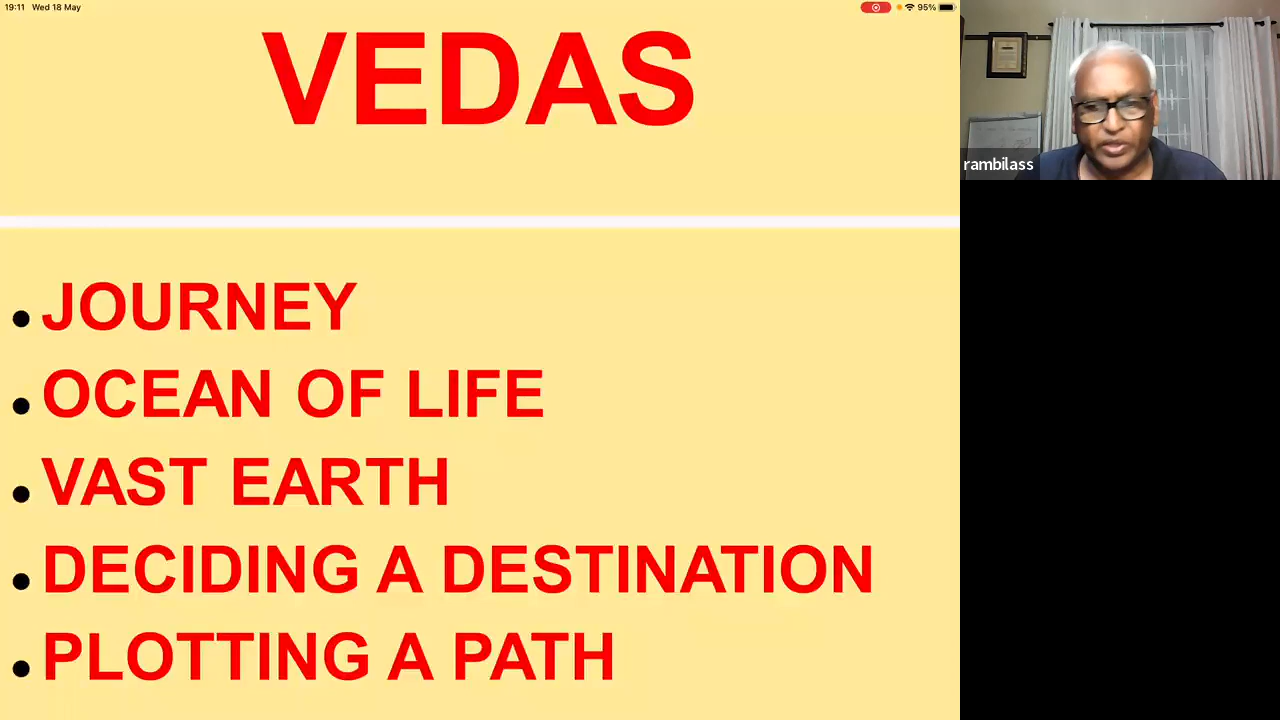 19:11 Wed 18 May
95%
VEDAS
rambilass
• JOURNEY
• OCEAN OF LIFE
• VAST EARTH
• DECIDING A DESTINATION
• PLOTTING A PATH